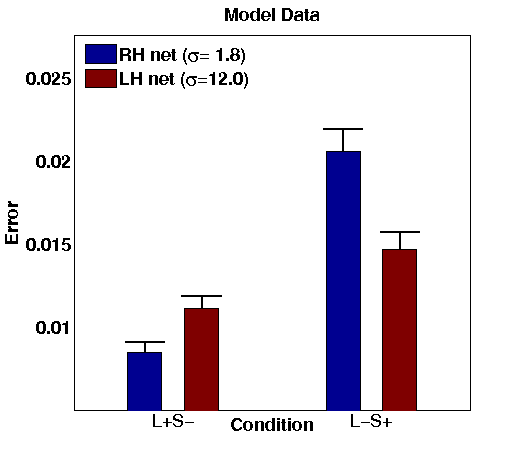 Model Data
RH net (σ= 1.8)
LH net (σ=12.0)
0.025
0.02
0.015
0.01
Error
L+S− L−S+
Condition